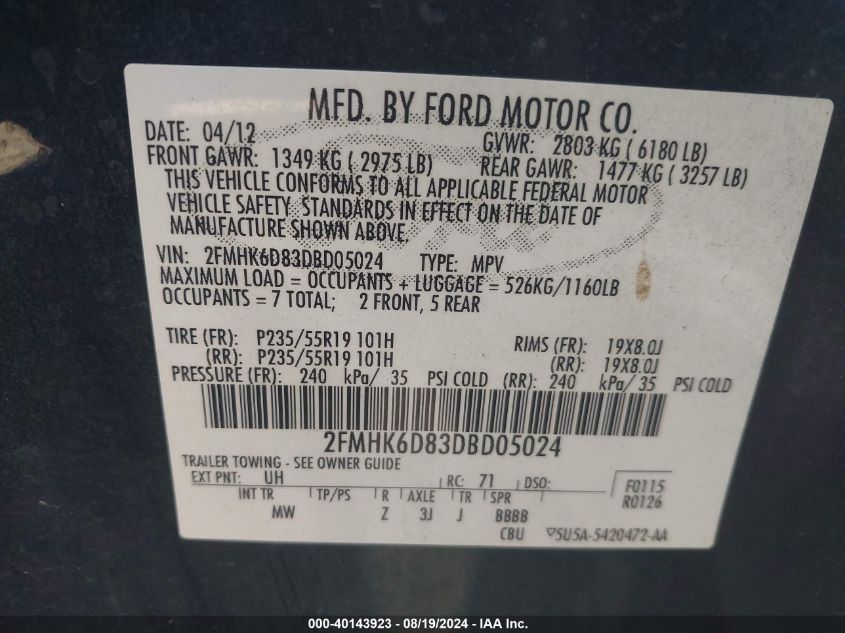 MFD. BY FORD MOTOR CO.
DATE: 04/12 GVWR: 2803 KG ( 6180 LB)
FRONT GAWR: 1349 KG ( 2975 LB) REAR GAWR: 1477 KG ( 3257 LB)
THIS VEHICLE CONFORMS TO ALL APPLICABLE FEDERAL MOTOR
VEHICLE SAFETY STANDARDS IN EFFECT ON THE DATE OF
MANUFACTURE SHOWN ABOVE.
VIN: 2FMHK6D83DBD05024 TYPE: MPV
MAXIMUM LOAD = OCCUPANTS + LUGGAGE = 526KG/1160LB
OCCUPANTS = 7 TOTAL; 2 FRONT, 5 REAR
TIRE (FR): P235/55R19 101H RIMS (FR): 19X8.0J
(RR): P235/55R19 101H (RR): 19X8.0J
PRESSURE (FR): 240 kPa/ 35 PSI COLD (RR): 240 kPa/ 35 PSI COLD
2FMHK6D83DBD05024
TRAILER TOWING - SEE OWNER GUIDE
EXT PNT: UH RC: 71 DSO: F0115
INT TR TP/PS R AXLE TR SPR R0126
MW Z 3J J BBBB
CBU 5U5A-5420472-AA
000-40143923 - 08/19/2024 - IAA Inc.